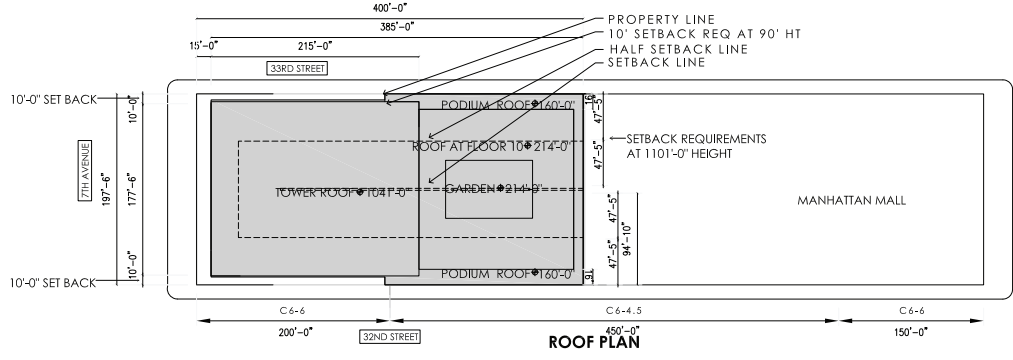 400'-0"
PROPERTY LINE
385'-0"
10' SETBACK REQ AT 90' HT
15'-0"
215'-0"
HALF SETBACK LINE
SETBACK LINE
33RD STREET
10'-0" SET BACK
10'-0"
PODIUM ROOF 160'-0"
16'
47'-5"
ROOF AT FLOOR 10 214'-0"
SETBACK REQUIREMENTS
AT 1101'-0" HEIGHT
47'-5"
7TH AVENUE
197'-6"
177'-6"
TOWER ROOF 1041'-0"
GARDEN 214'-0"
MANHATTAN MALL
47'-5"
94'-10"
47'-5"
10'-0"
10'-0" SET BACK
PODIUM ROOF 160'-0"
16'
C6-6
C6-4.5
C6-6
200'-0"
32ND STREET
450'-0"
150'-0"
ROOF PLAN